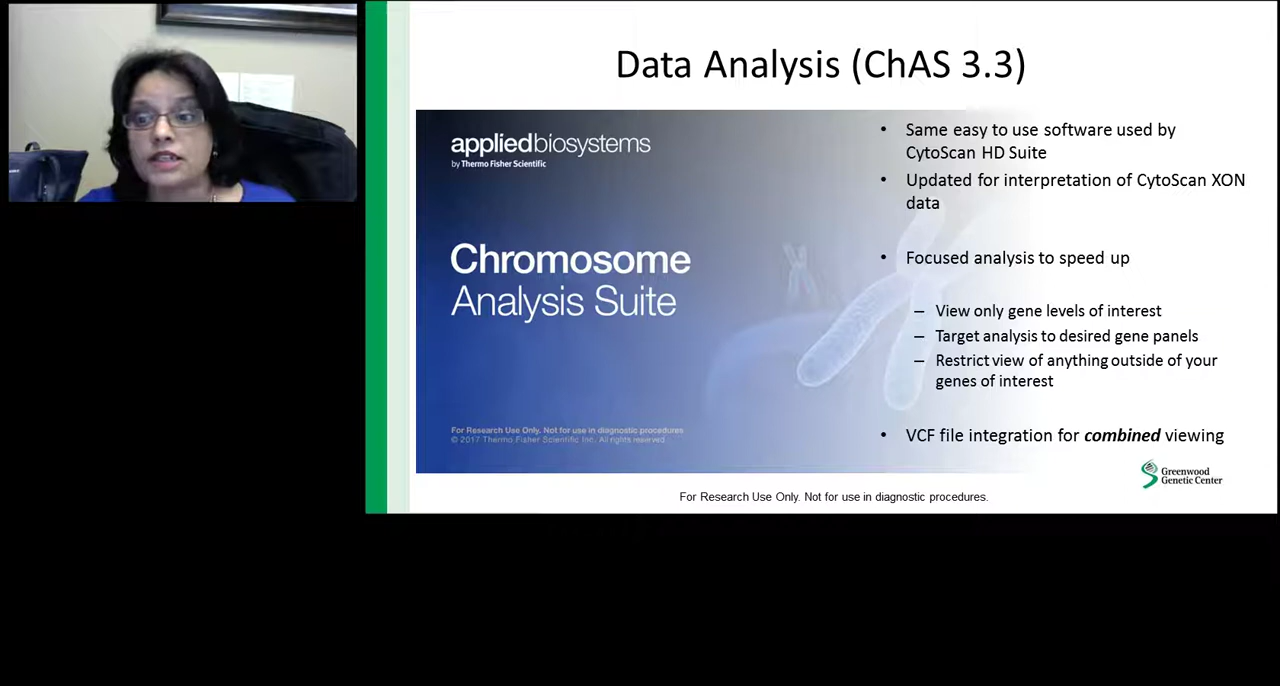 Data Analysis (ChAS 3.3)
appliedbiosystems
by Thermo Fisher Scientific
Chromosome
Analysis Suite
For Research Use Only. Not for use in diagnostic procedures
© 2017 Thermo Fisher Scientific Inc. All rights reserved.
• Same easy to use software used by
CytoScan HD Suite
• Updated for interpretation of CytoScan XON
data
• Focused analysis to speed up
– View only gene levels of interest
– Target analysis to desired gene panels
– Restrict view of anything outside of your
genes of interest
• VCF file integration for combined viewing
Greenwood
Genetic Center
For Research Use Only. Not for use in diagnostic procedures.